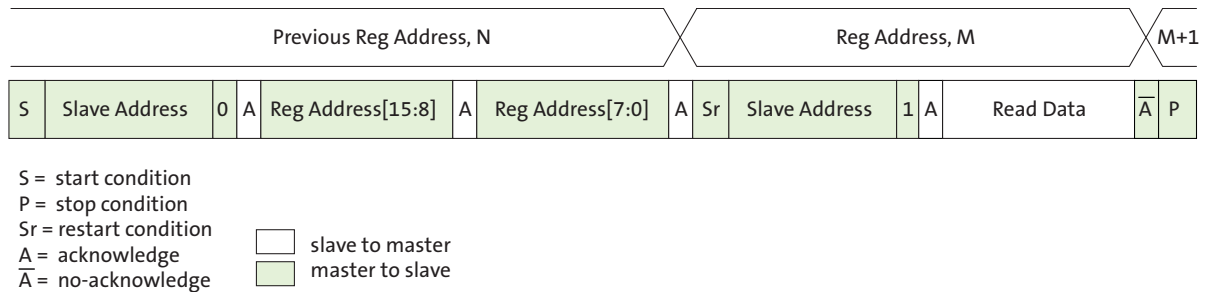 Previous Reg Address, N Reg Address, M M+1
S Slave Address 0 A Reg Address[15:8] A Reg Address[7:0] A Sr Slave Address 1 A Read Data A̅ P
S = start condition
P = stop condition
Sr = restart condition
A = acknowledge
A̅ = no-acknowledge
slave to master
master to slave